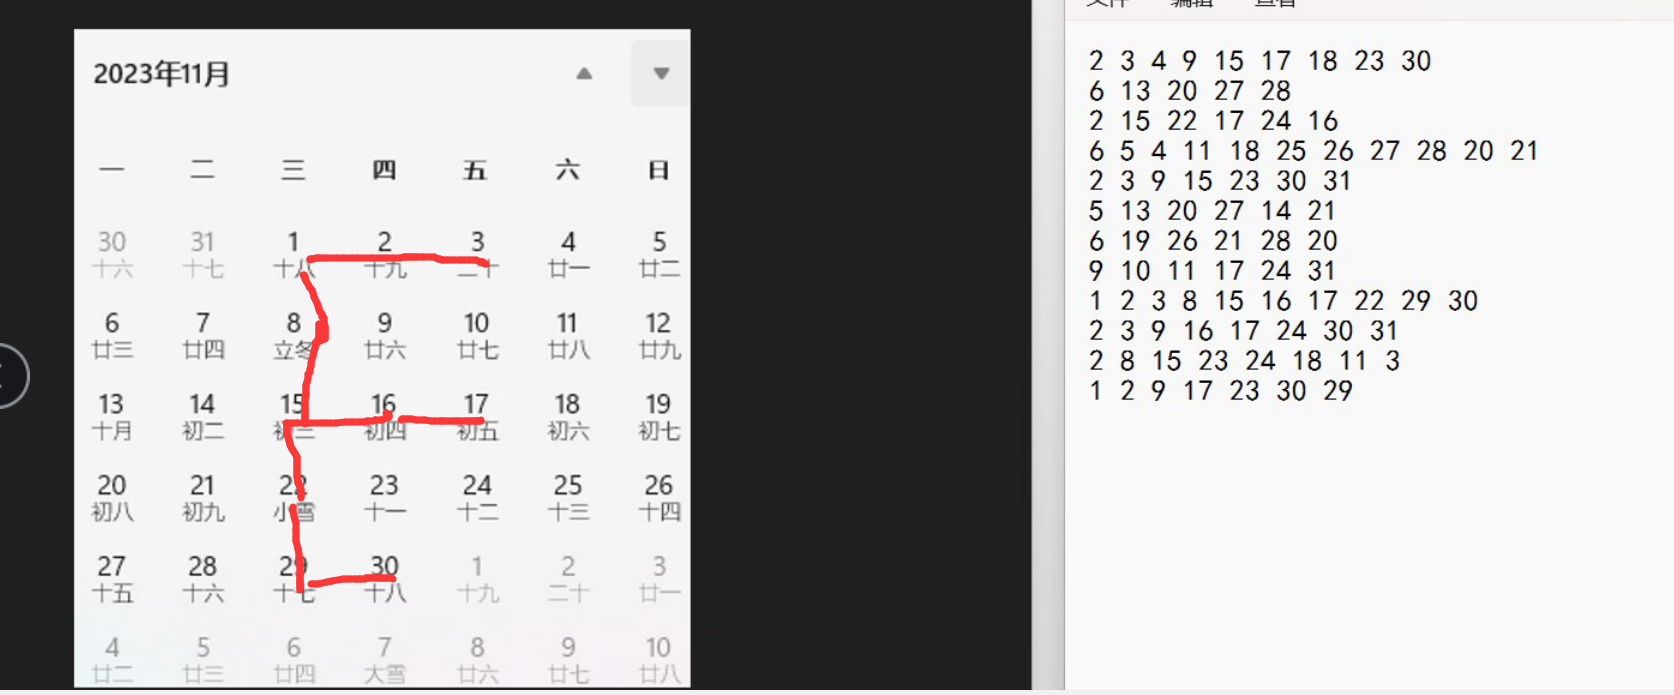 2023年11月
一 二 三 四 五 六 日
30 31 1 2 3 4 5
十六 十七 十八 十九 二十 廿一 廿二
6 7 8 9 10 11 12
廿三 廿四 立冬 廿六 廿七 廿八 廿九
13 14 15 16 17 18 19
十月 初二 初三 初四 初五 初六 初七
20 21 22 23 24 25 26
初八 初九 小雪 十一 十二 十三 十四
27 28 29 30 1 2 3
十五 十六 十七 十八 十九 二十 廿一
4 5 6 7 8 9 10
廿二 廿三 廿四 大雪 廿六 廿七 廿八
文件 编辑 查看
2 3 4 9 15 17 18 23 30
6 13 20 27 28
2 15 22 17 24 16
6 5 4 11 18 25 26 27 28 20 21
2 3 9 15 23 30 31
5 13 20 27 14 21
6 19 26 21 28 20
9 10 11 17 24 31
1 2 3 8 15 16 17 22 29 30
2 3 9 16 17 24 30 31
2 8 15 23 24 18 11 3
1 2 9 17 23 30 29